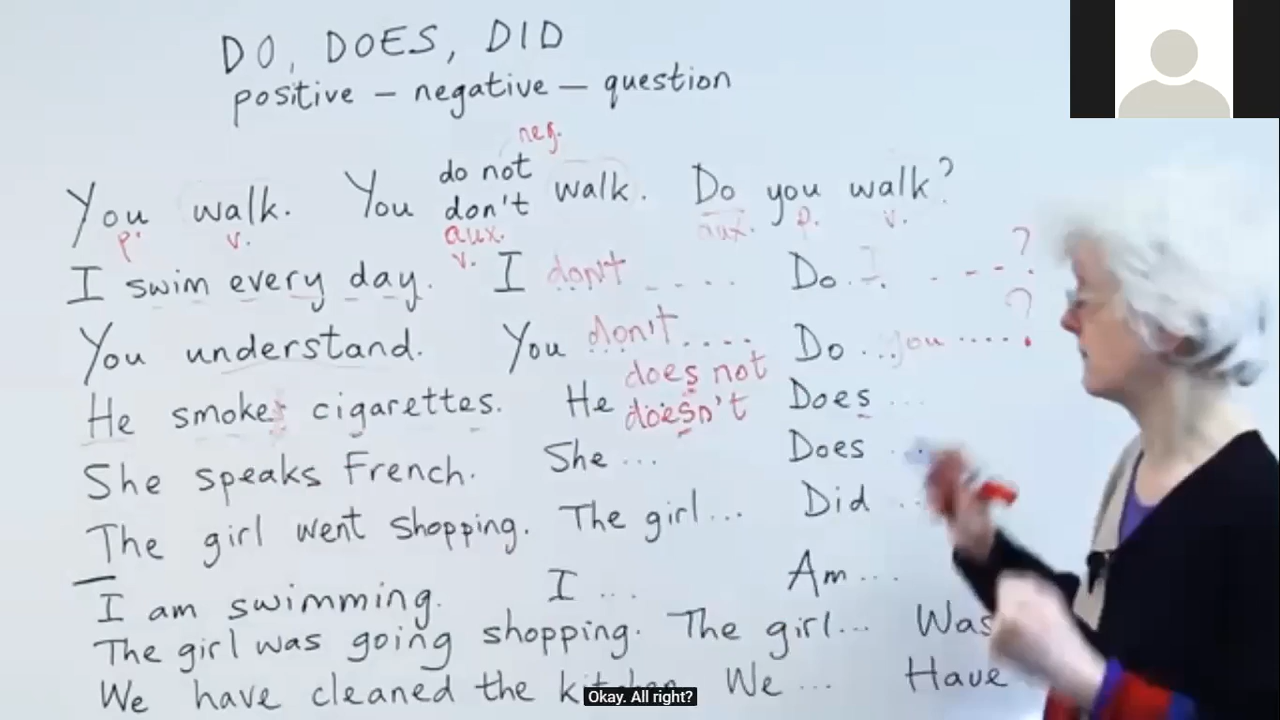 DO, DOES, DID
positive – negative – question
neg.
do not
You walk. You don't walk. Do you walk?
p. v. aux. v. aux. p. v.
I swim every day. I don't .... Do I ... ?
You understand. You don't .... Do ... you ..... ?
does not
He smokes cigarettes. He doesn't Does ...
She speaks French. She ... Does ...
The girl went shopping. The girl ... Did ...
I am swimming. I ... Am ...
The girl was going shopping. The girl ... Was
We have cleaned the We ... Have
Okay. All right?